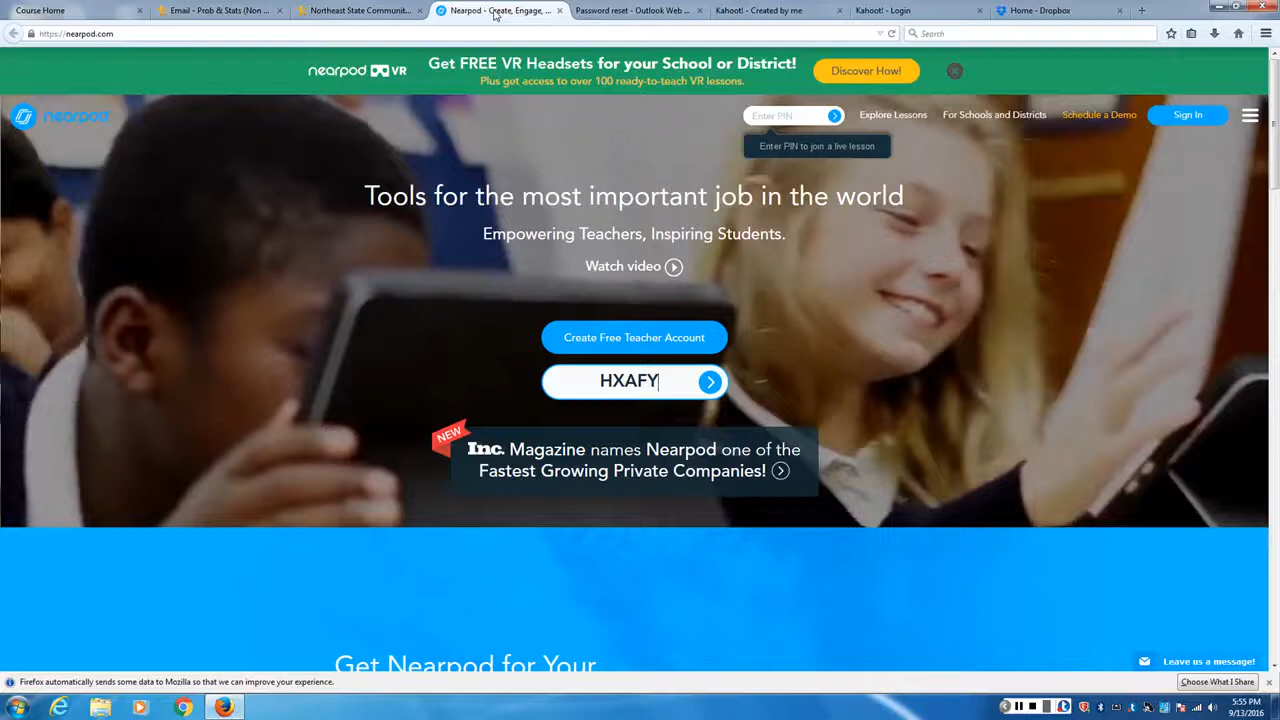 Course Home
Email - Prob & Stats (Non ...
Northeast State Communit...
Nearpod - Create, Engage, ...
Password reset - Outlook Web ...
Kahoot! - Created by me
Kahoot! - Login
Home - Dropbox
https://nearpod.com
Search
nearpod VR
Get FREE VR Headsets for your School or District!
Plus get access to over 100 ready-to-teach VR lessons.
Discover How!
nearpod
Enter PIN
Explore Lessons
For Schools and Districts
Schedule a Demo
Sign In
Enter PIN to join a live lesson
Tools for the most important job in the world
Empowering Teachers, Inspiring Students.
Watch video
Create Free Teacher Account
HXAFY
NEW
Inc. Magazine names Nearpod one of the
Fastest Growing Private Companies!
Get Nearpod for Your
Leave us a message!
Firefox automatically sends some data to Mozilla so that we can improve your experience.
Choose What I Share
5:55 PM
9/13/2016